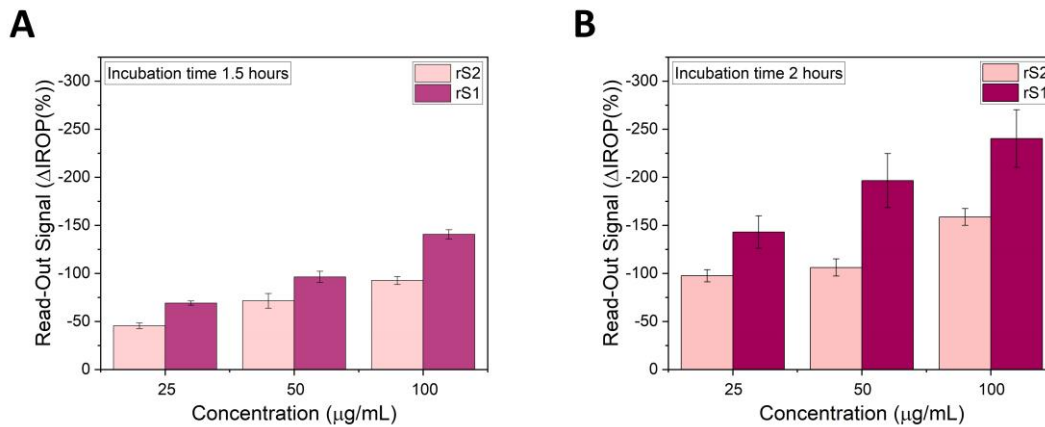 A
Incubation time 1.5 hours
rS2
rS1
-300
-250
-200
-150
-100
-50
0
Read-Out Signal (ΔIROP(%))
25 50 100
Concentration (μg/mL)
B
Incubation time 2 hours
rS2
rS1
-300
-250
-200
-150
-100
-50
0
Read-Out Signal (ΔIROP(%))
25 50 100
Concentration (μg/mL)